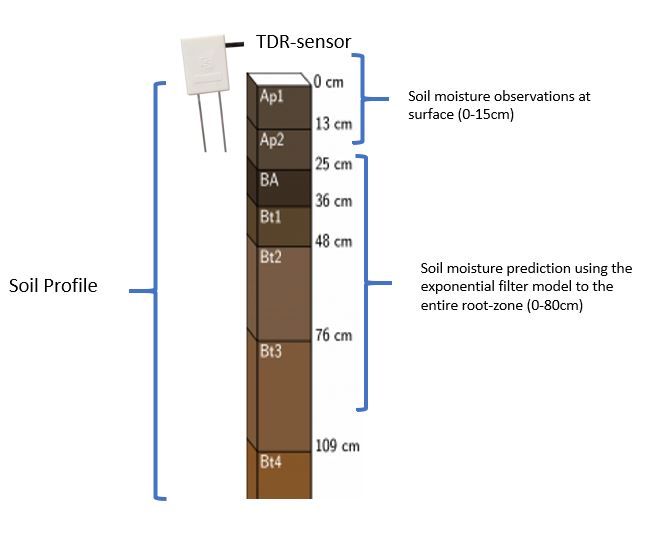 TDR-sensor
0 cm
Ap1
Soil moisture observations at
surface (0-15cm)
13 cm
Ap2
25 cm
BA
36 cm
Bt1
48 cm
Bt2
Soil moisture prediction using the
exponential filter model to the
entire root-zone (0-80cm)
Soil Profile
76 cm
Bt3
109 cm
Bt4